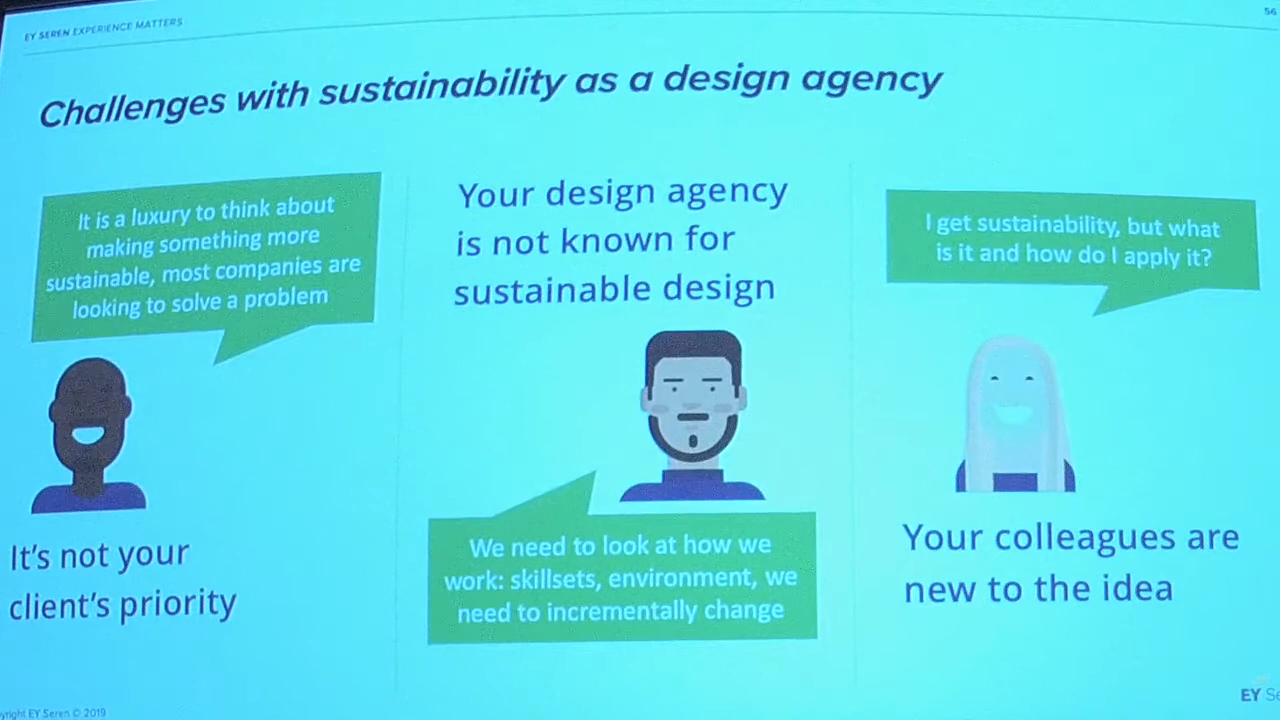 EY SEREN EXPERIENCE MATTERS
56
Challenges with sustainability as a design agency
It is a luxury to think about
making something more
sustainable, most companies are
looking to solve a problem
It's not your
client's priority
Your design agency
is not known for
sustainable design
We need to look at how we
work: skillsets, environment, we
need to incrementally change
I get sustainability, but what
is it and how do I apply it?
Your colleagues are
new to the idea
EY Seren © 2019
EY